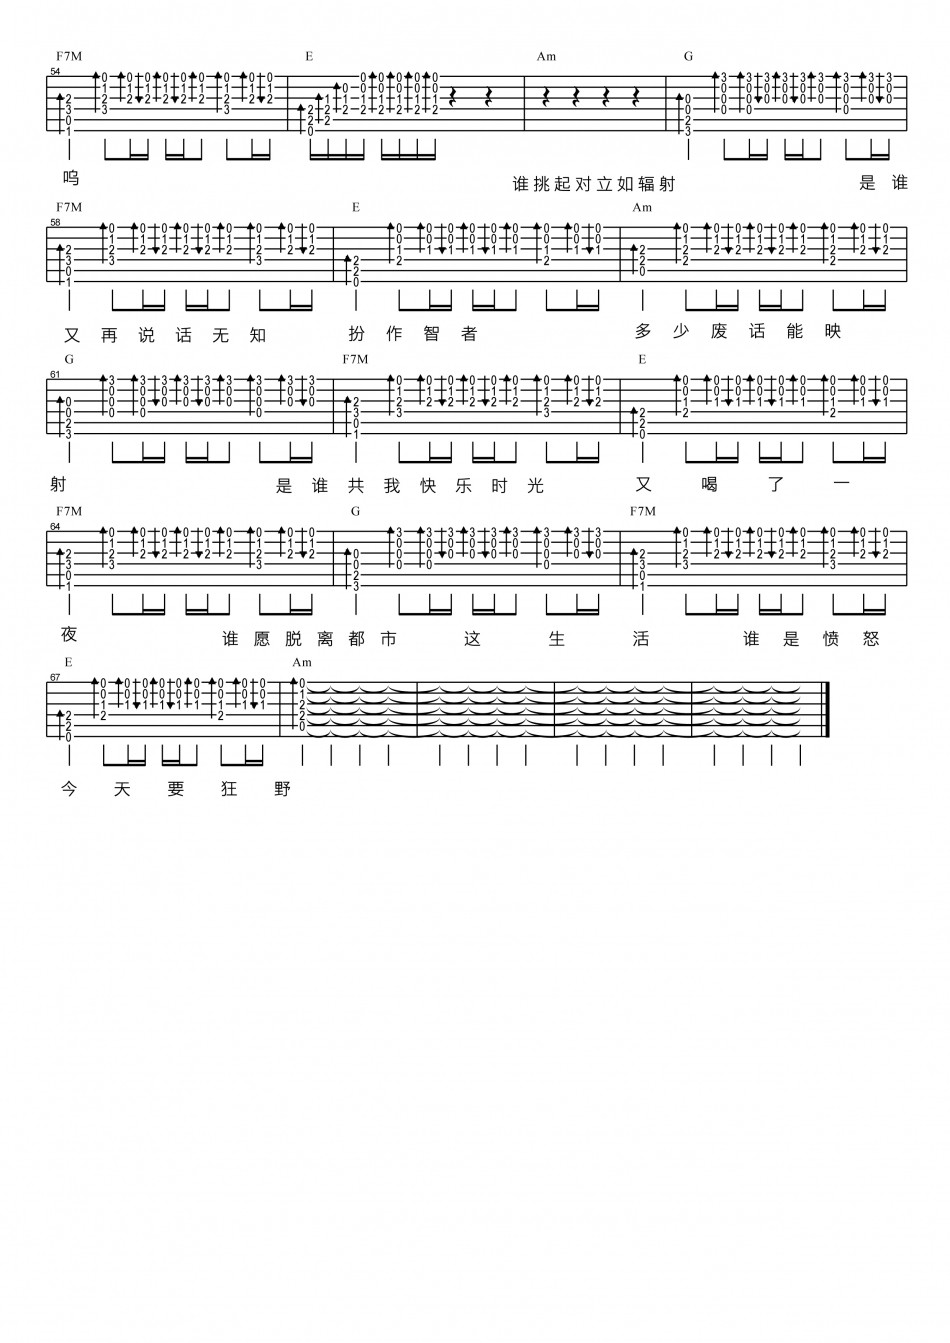 F7M E Am G
54
呜 谁挑起对立如辐射 是谁
F7M E Am
58
又再说话无知 扮作智者 多少废话能映
G F7M E
61
射 是谁共我快乐时光 又喝了一
F7M G F7M
64
夜 谁愿脱离都市 这生活 谁是愤怒
E Am
67
今天要狂野